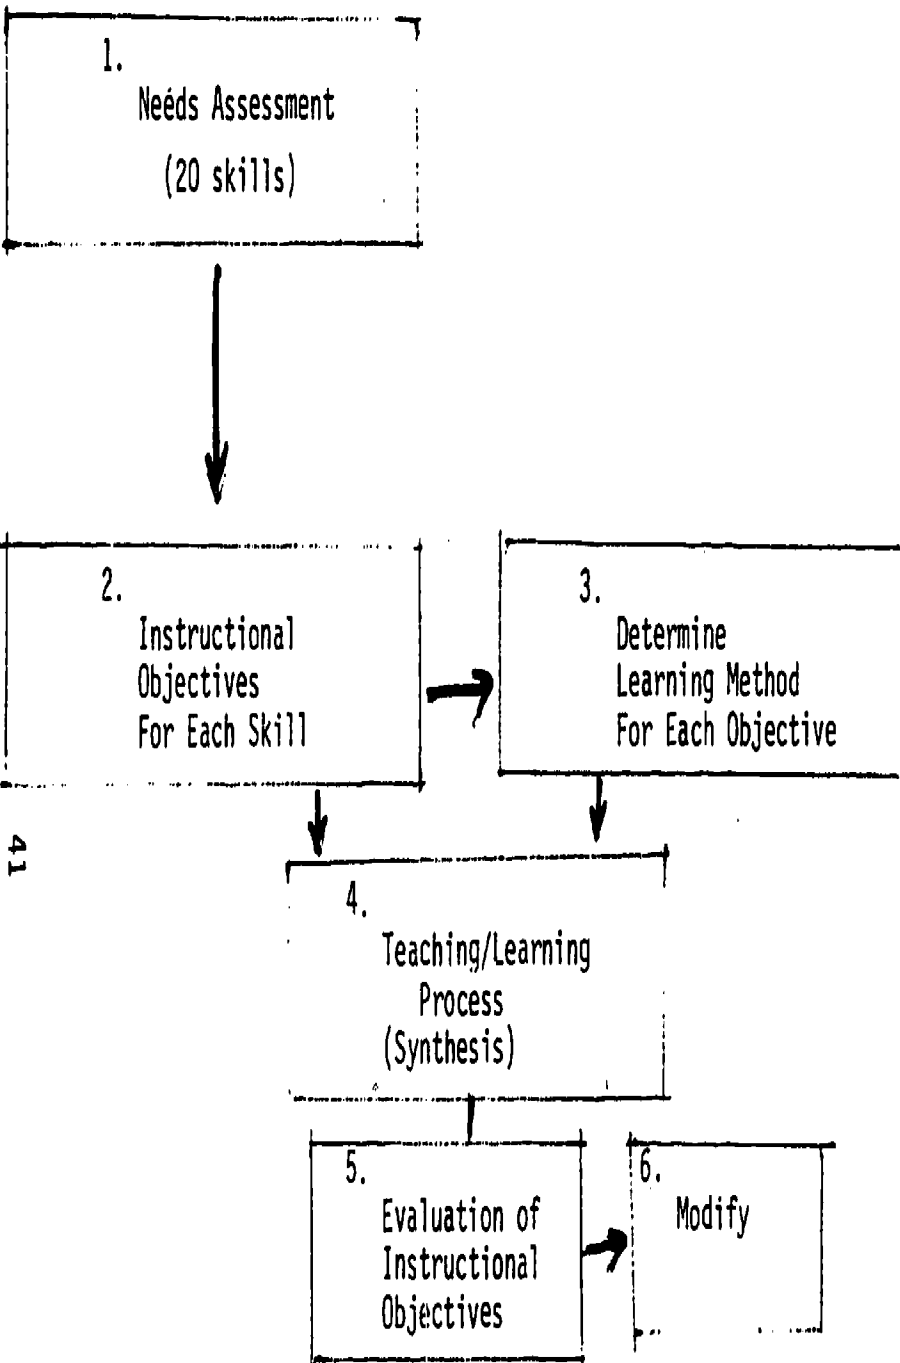 1.
Needs Assessment
(20 skills)
2.
Instructional
Objectives
For Each Skill
3.
Determine
Learning Method
For Each Objective
41
4.
Teaching/Learning
Process
(Synthesis)
5.
Evaluation of
Instructional
Objectives
6.
Modify